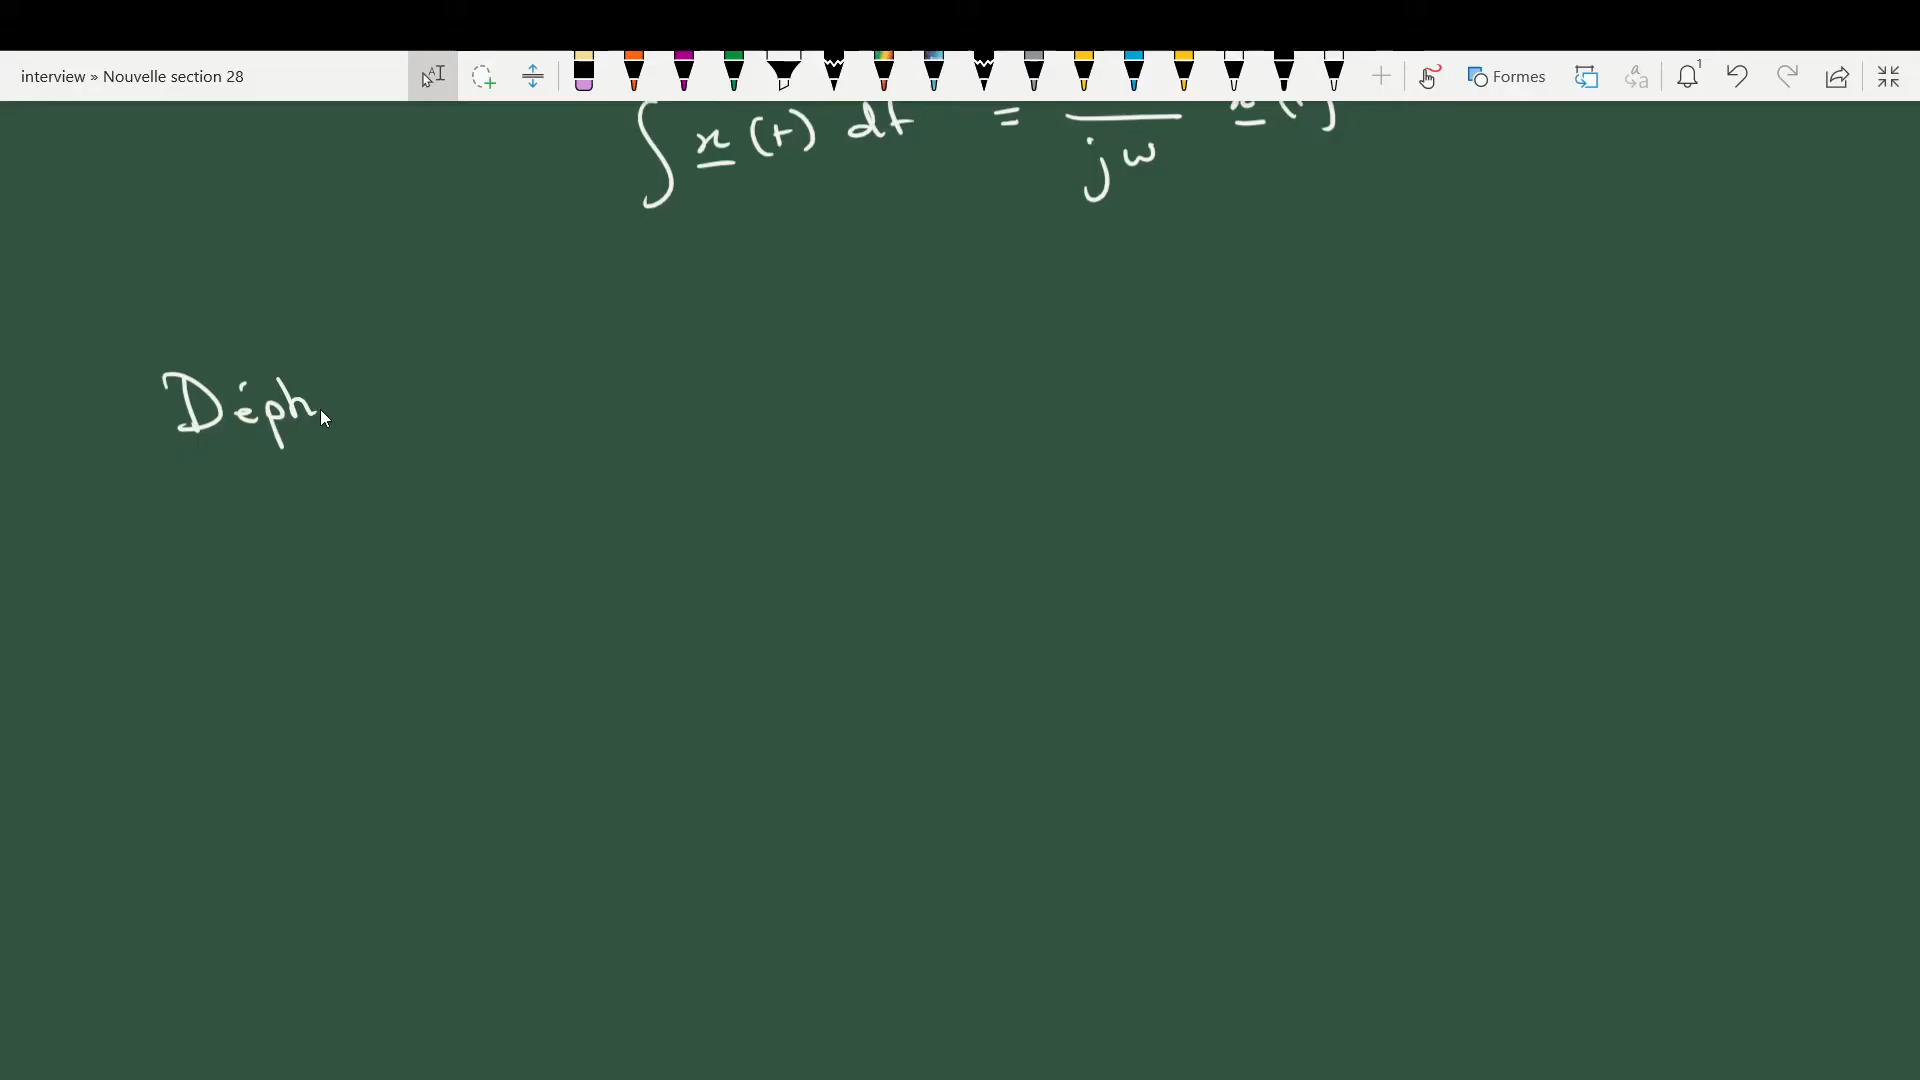 interview » Nouvelle section 28
Formes
1
∫ x(t) dt = ─ / jω x(t)
Déph